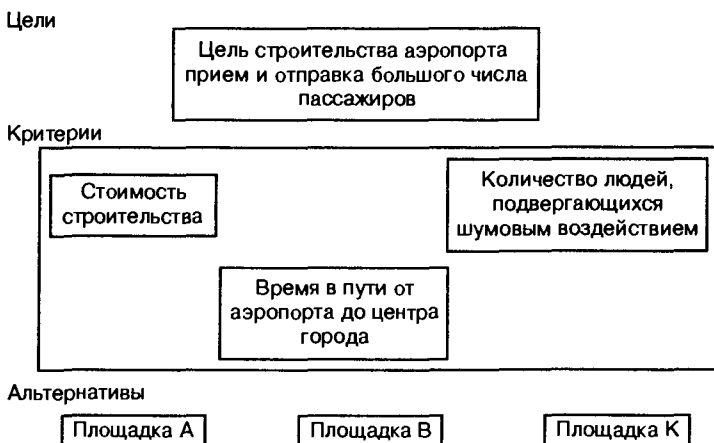 Цели
Цель строительства аэропорта
прием и отправка большого числа
пассажиров
Критерии
Стоимость
строительства
Количество людей,
подвергающихся
шумовым воздействием
Время в пути от
аэропорта до центра
города
Альтернативы
Площадка А
Площадка В
Площадка К